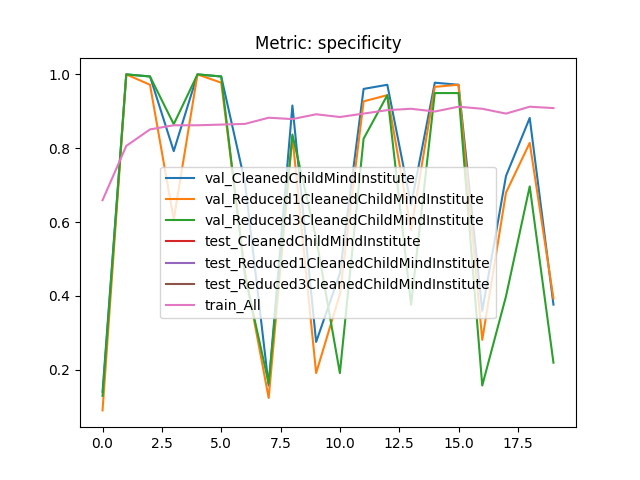 Metric: specificity
1.0
0.8
0.6
0.4
0.2
val_CleanedChildMindInstitute
val_Reduced1CleanedChildMindInstitute
val_Reduced3CleanedChildMindInstitute
test_CleanedChildMindInstitute
test_Reduced1CleanedChildMindInstitute
test_Reduced3CleanedChildMindInstitute
train_All
0.0 2.5 5.0 7.5 10.0 12.5 15.0 17.5